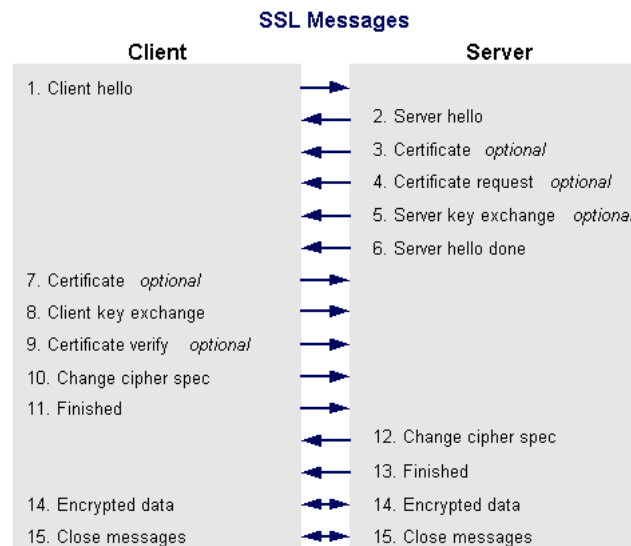 SSL Messages
Client Server
1. Client hello
2. Server hello
3. Certificate optional
4. Certificate request optional
5. Server key exchange optional
6. Server hello done
7. Certificate optional
8. Client key exchange
9. Certificate verify optional
10. Change cipher spec
11. Finished
12. Change cipher spec
13. Finished
14. Encrypted data 14. Encrypted data
15. Close messages 15. Close messages